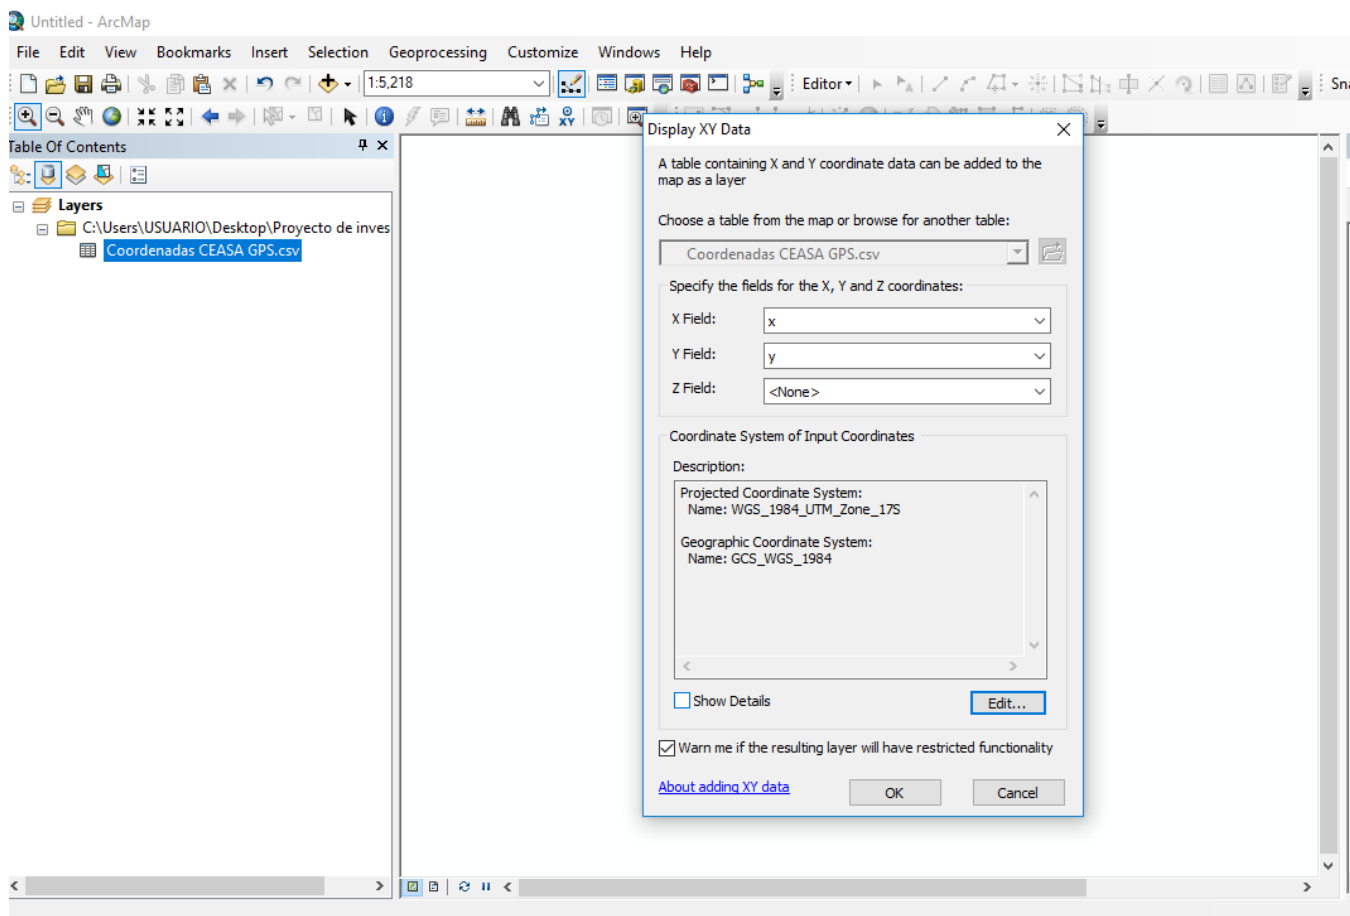 Untitled - ArcMap
File Edit View Bookmarks Insert Selection Geoprocessing Customize Windows Help
1:5,218
Editor
Sna
Table Of Contents
Layers
C:\Users\USUARIO\Desktop\Proyecto de inves
Coordenadas CEASA GPS.csv
Display XY Data
A table containing X and Y coordinate data can be added to the
map as a layer
Choose a table from the map or browse for another table:
Coordenadas CEASA GPS.csv
Specify the fields for the X, Y and Z coordinates:
X Field: x
Y Field: y
Z Field: <None>
Coordinate System of Input Coordinates
Description:
Projected Coordinate System:
Name: WGS_1984_UTM_Zone_17S
Geographic Coordinate System:
Name: GCS_WGS_1984
Show Details
Edit...
Warn me if the resulting layer will have restricted functionality
About adding XY data
OK
Cancel